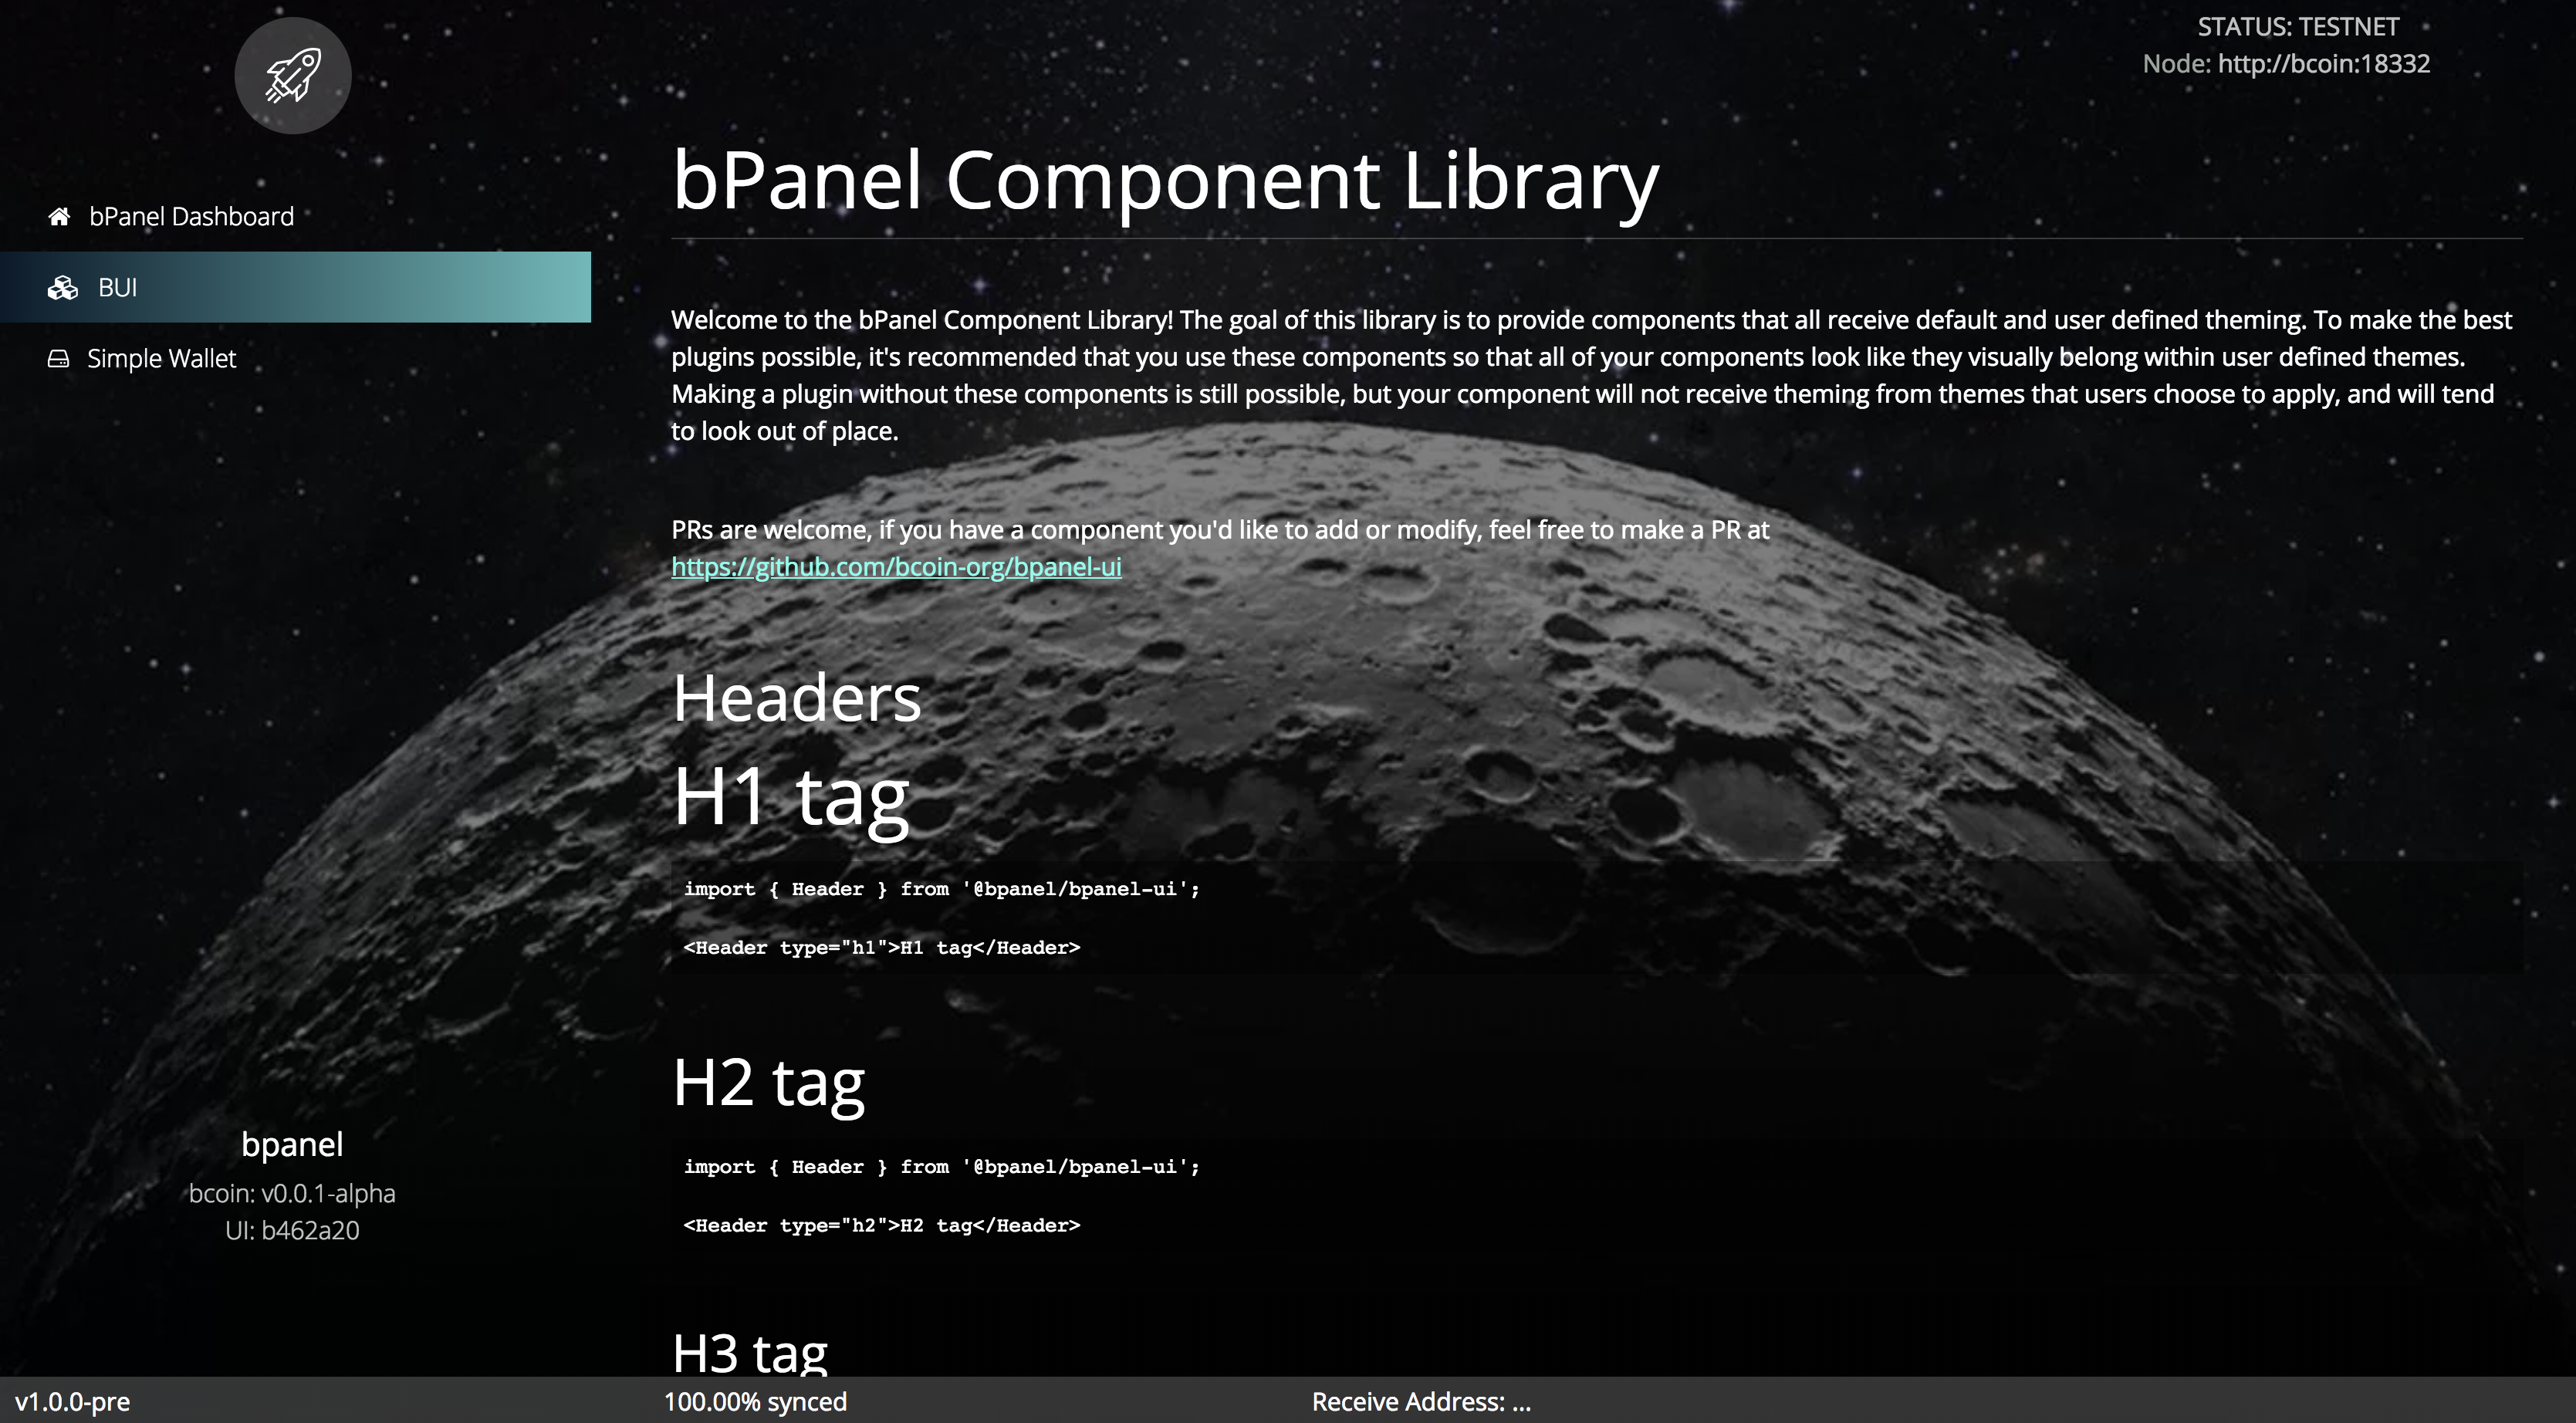 STATUS: TESTNET
Node: http://bcoin:18332
bPanel Dashboard
BUI
Simple Wallet
bPanel Component Library
Welcome to the bPanel Component Library! The goal of this library is to provide components that all receive default and user defined theming. To make the best
plugins possible, it's recommended that you use these components so that all of your components look like they visually belong within user defined themes.
Making a plugin without these components is still possible, but your component will not receive theming from themes that users choose to apply, and will tend
to look out of place.
PRs are welcome, if you have a component you'd like to add or modify, feel free to make a PR at
https://github.com/bcoin-org/bpanel-ui
Headers
H1 tag
import { Header } from '@bpanel/bpanel-ui';
<Header type="h1">H1 tag</Header>
H2 tag
import { Header } from '@bpanel/bpanel-ui';
<Header type="h2">H2 tag</Header>
H3 tag
bpanel
bcoin: v0.0.1-alpha
UI: b462a20
v1.0.0-pre
100.00% synced
Receive Address: ...